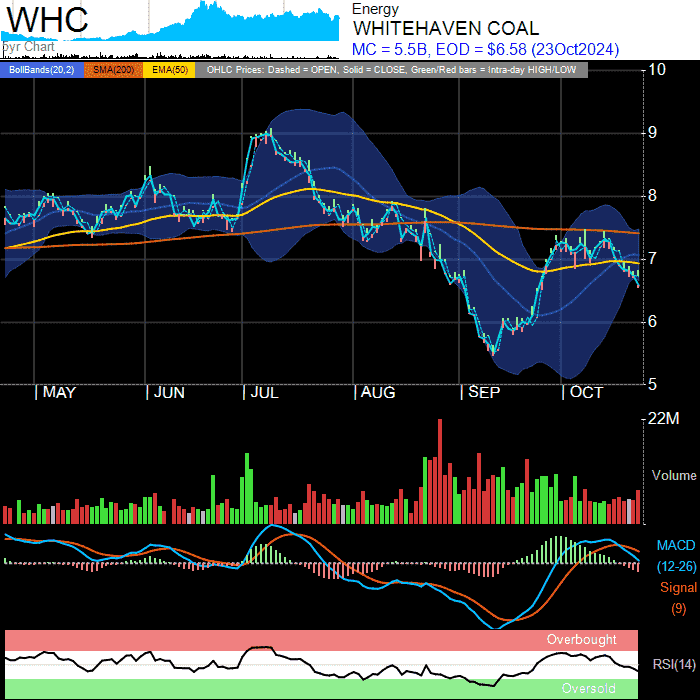 WHC
5yr Chart
Energy
WHITEHAVEN COAL
MC = 5.5B, EOD = $6.58 (23Oct2024)
BollBands(20,2) SMA(200) EMA(50) OHLC Prices: Dashed = OPEN, Solid = CLOSE, Green/Red bars = Intra-day HIGH/LOW
10
9
8
7
6
5
MAY JUN JUL AUG SEP OCT
22M
Volume
MACD
(12-26)
Signal
(9)
Overbought
RSI(14)
Oversold